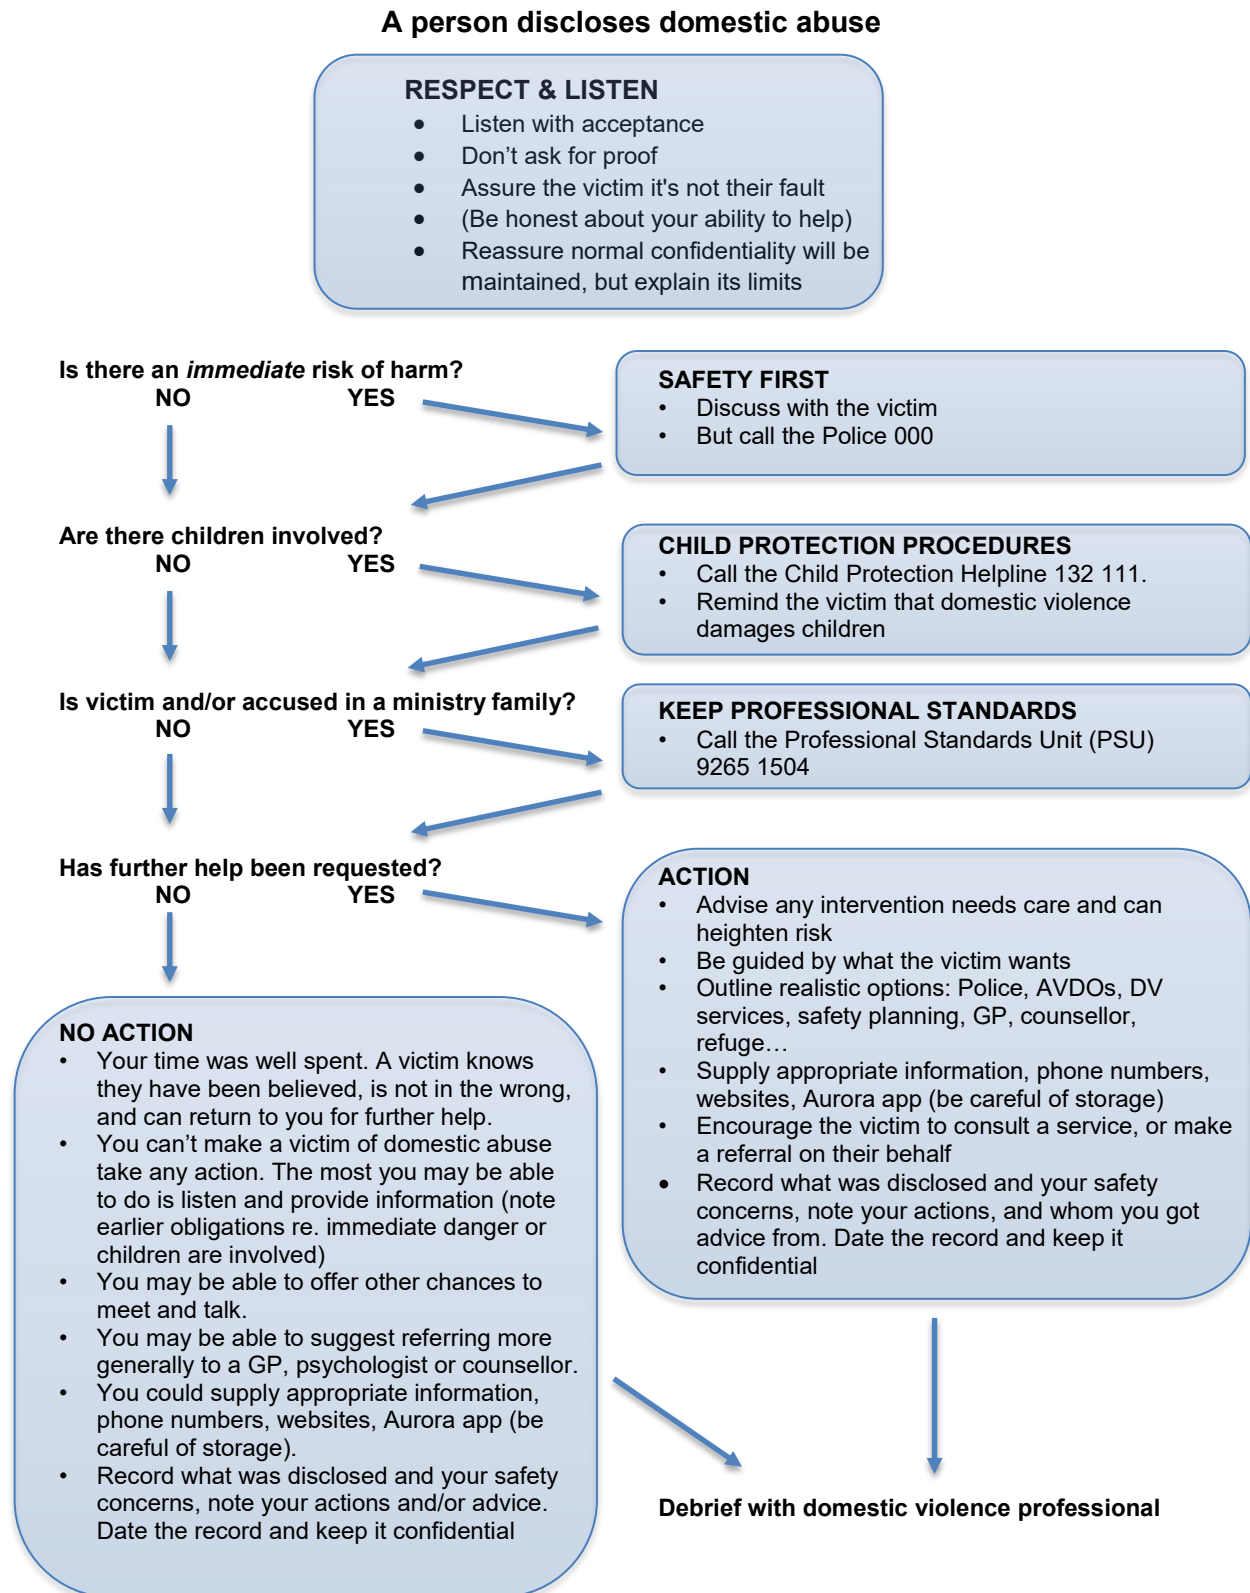 A person discloses domestic abuse
RESPECT & LISTEN
• Listen with acceptance
• Don’t ask for proof
• Assure the victim it's not their fault
• (Be honest about your ability to help)
• Reassure normal confidentiality will be
maintained, but explain its limits
Is there an immediate risk of harm?
NO YES
SAFETY FIRST
• Discuss with the victim
• But call the Police 000
Are there children involved?
NO YES
CHILD PROTECTION PROCEDURES
• Call the Child Protection Helpline 132 111.
• Remind the victim that domestic violence
damages children
Is victim and/or accused in a ministry family?
NO YES
KEEP PROFESSIONAL STANDARDS
• Call the Professional Standards Unit (PSU)
9265 1504
Has further help been requested?
NO YES
ACTION
• Advise any intervention needs care and can
heighten risk
• Be guided by what the victim wants
• Outline realistic options: Police, AVDOs, DV
services, safety planning, GP, counsellor,
refuge…
• Supply appropriate information, phone numbers,
websites, Aurora app (be careful of storage)
• Encourage the victim to consult a service, or make
a referral on their behalf
• Record what was disclosed and your safety
concerns, note your actions, and whom you got
advice from. Date the record and keep it
confidential
NO ACTION
• Your time was well spent. A victim knows
they have been believed, is not in the wrong,
and can return to you for further help.
• You can’t make a victim of domestic abuse
take any action. The most you may be able
to do is listen and provide information (note
earlier obligations re. immediate danger or
children are involved)
• You may be able to offer other chances to
meet and talk.
• You may be able to suggest referring more
generally to a GP, psychologist or counsellor.
• You could supply appropriate information,
phone numbers, websites, Aurora app (be
careful of storage).
• Record what was disclosed and your safety
concerns, note your actions and/or advice.
Date the record and keep it confidential
Debrief with domestic violence professional